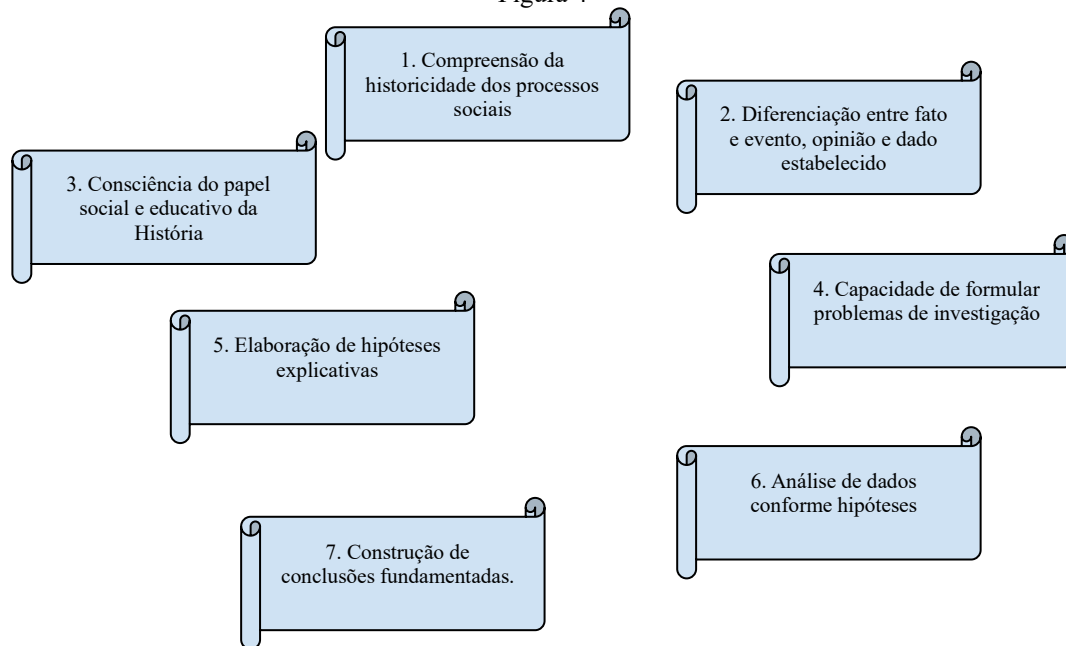 Figura 4
1. Compreensão da
historicidade dos processos
sociais
2. Diferenciação entre fato
e evento, opinião e dado
estabelecido
3. Consciência do papel
social e educativo da
História
4. Capacidade de formular
problemas de investigação
5. Elaboração de hipóteses
explicativas
6. Análise de dados
conforme hipóteses
7. Construção de
conclusões fundamentadas.